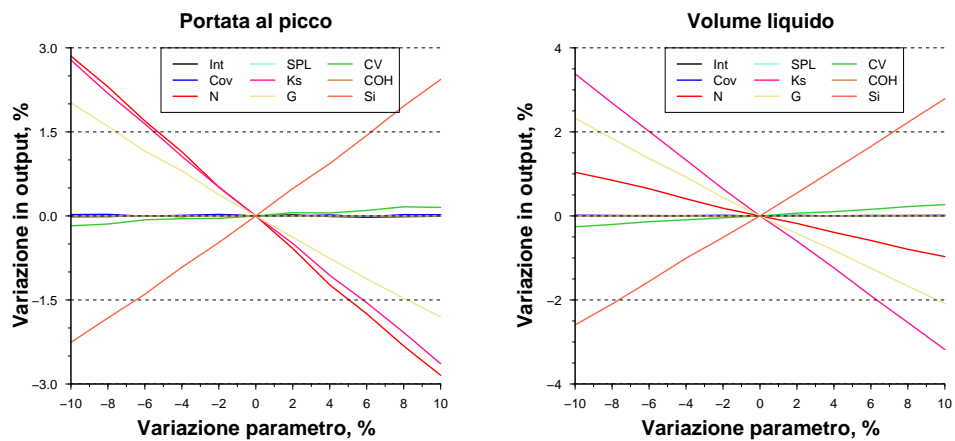 Portata al picco
Variazione in output, %
3.0
1.5
0.0
−1.5
−3.0
Int SPL CV
Cov Ks COH
N G Si
−10 −8 −6 −4 −2 0 2 4 6 8 10
Variazione parametro, %
Volume liquido
Variazione in output, %
4
2
0
−2
−4
Int SPL CV
Cov Ks COH
N G Si
−10 −8 −6 −4 −2 0 2 4 6 8 10
Variazione parametro, %